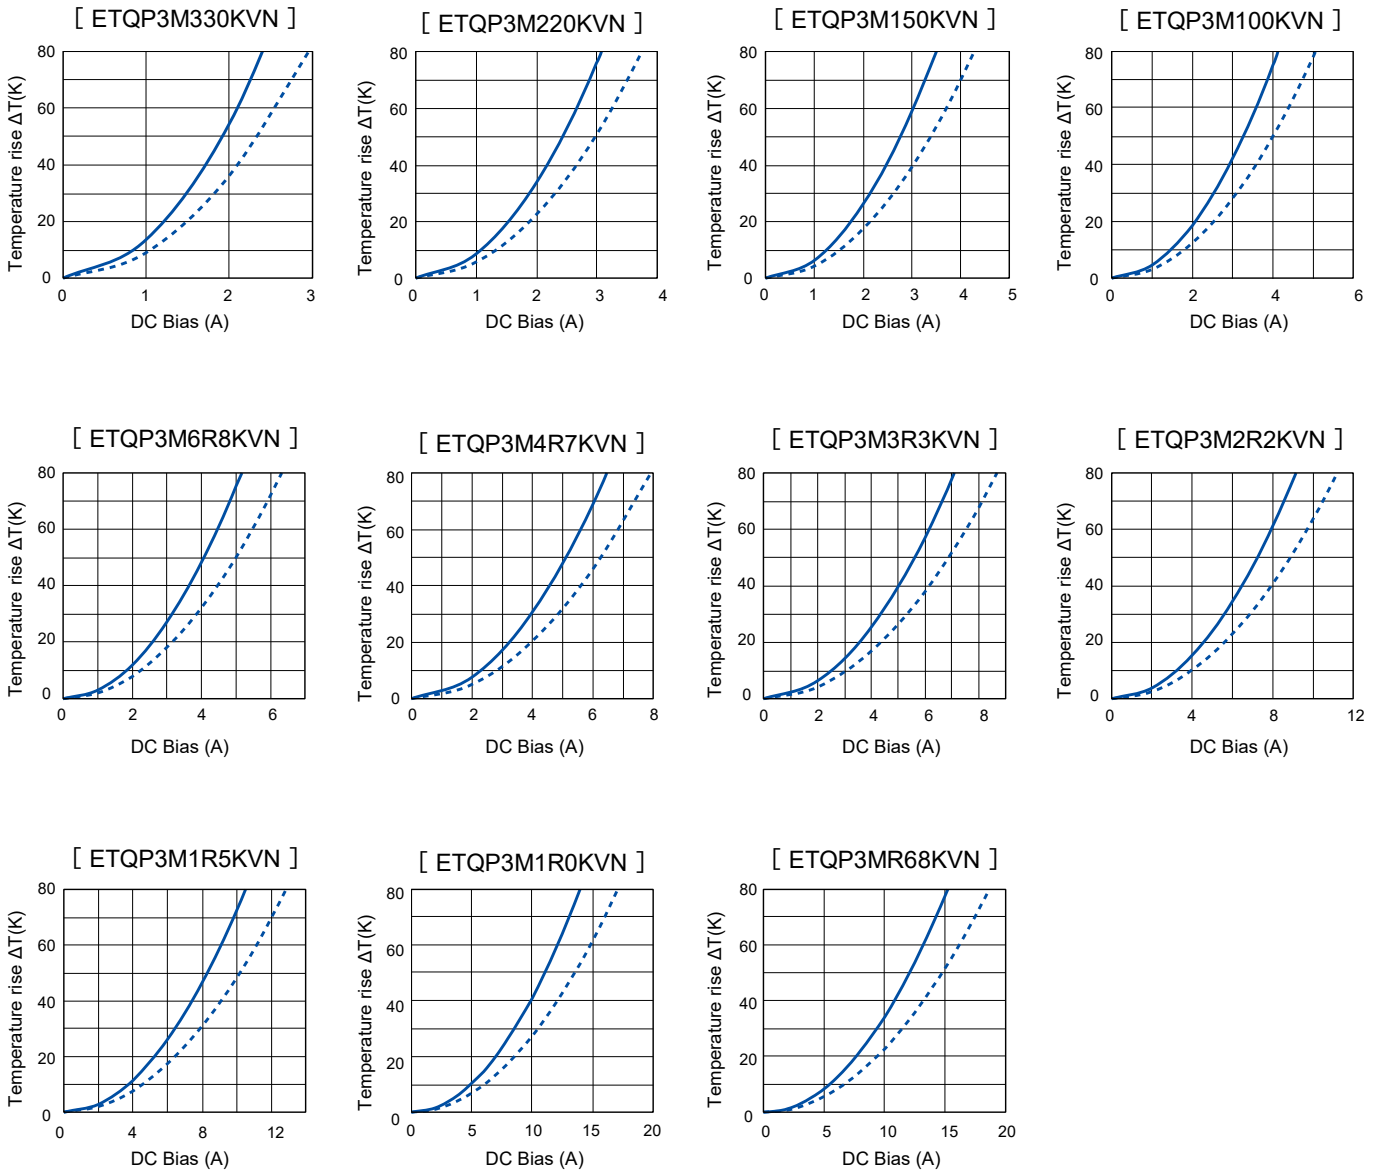 [ ETQP3M330KVN ]
Temperature rise ΔT(K)
80
60
40
20
0
0 1 2 3
DC Bias (A)
[ ETQP3M220KVN ]
Temperature rise ΔT(K)
80
60
40
20
0
0 1 2 3 4
DC Bias (A)
[ ETQP3M150KVN ]
Temperature rise ΔT(K)
80
60
40
20
0
0 1 2 3 4 5
DC Bias (A)
[ ETQP3M100KVN ]
Temperature rise ΔT(K)
80
60
40
20
0
0 2 4 6
DC Bias (A)
[ ETQP3M6R8KVN ]
Temperature rise ΔT(K)
80
60
40
20
0
0 2 4 6
DC Bias (A)
[ ETQP3M4R7KVN ]
Temperature rise ΔT(K)
80
60
40
20
0
0 2 4 6 8
DC Bias (A)
[ ETQP3M3R3KVN ]
Temperature rise ΔT(K)
80
60
40
20
0
0 2 4 6 8
DC Bias (A)
[ ETQP3M2R2KVN ]
Temperature rise ΔT(K)
80
60
40
20
0
0 4 8 12
DC Bias (A)
[ ETQP3M1R5KVN ]
Temperature rise ΔT(K)
80
60
40
20
0
0 4 8 12
DC Bias (A)
[ ETQP3M1R0KVN ]
Temperature rise ΔT(K)
80
60
40
20
0
0 5 10 15 20
DC Bias (A)
[ ETQP3MR68KVN ]
Temperature rise ΔT(K)
80
60
40
20
0
0 5 10 15 20
DC Bias (A)